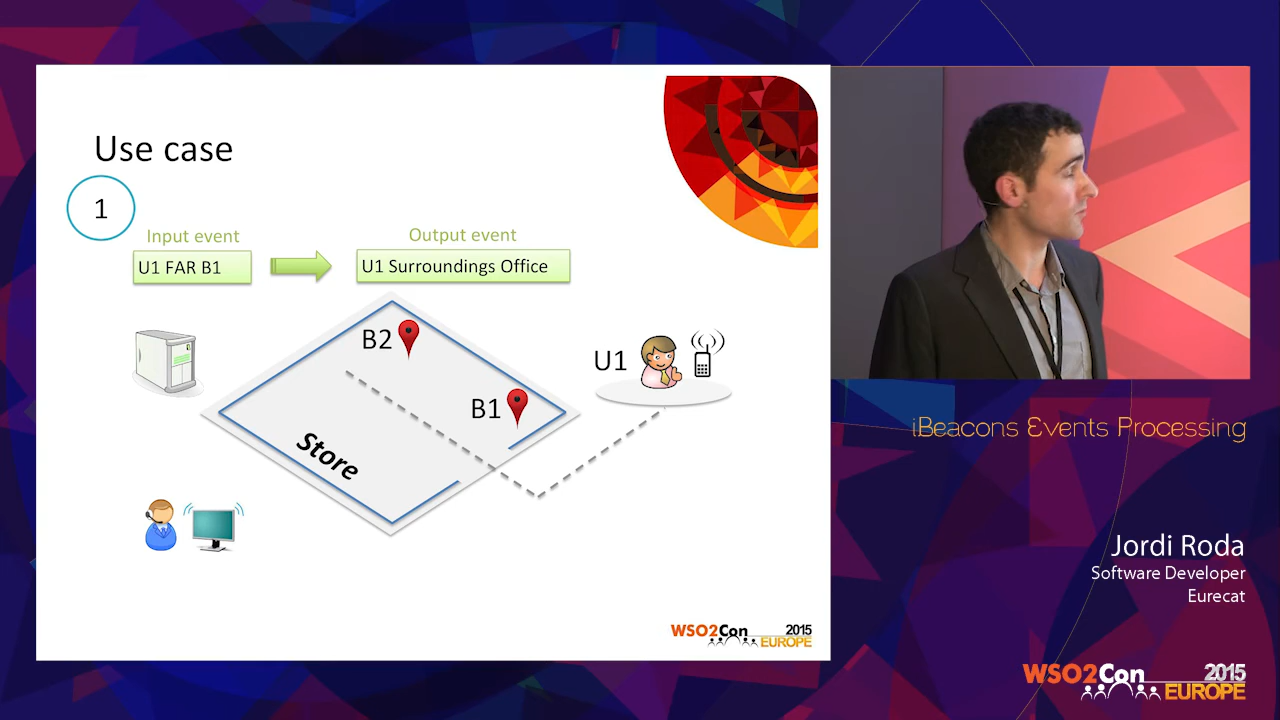 Use case
1
Input event
Output event
U1 FAR B1
U1 Surroundings Office
B2
U1
B1
Store
WSO2Con 2015
EUROPE
iBeacons Events Processing
Jordi Roda
Software Developer
Eurecat
WSO2Con 2015
EUROPE